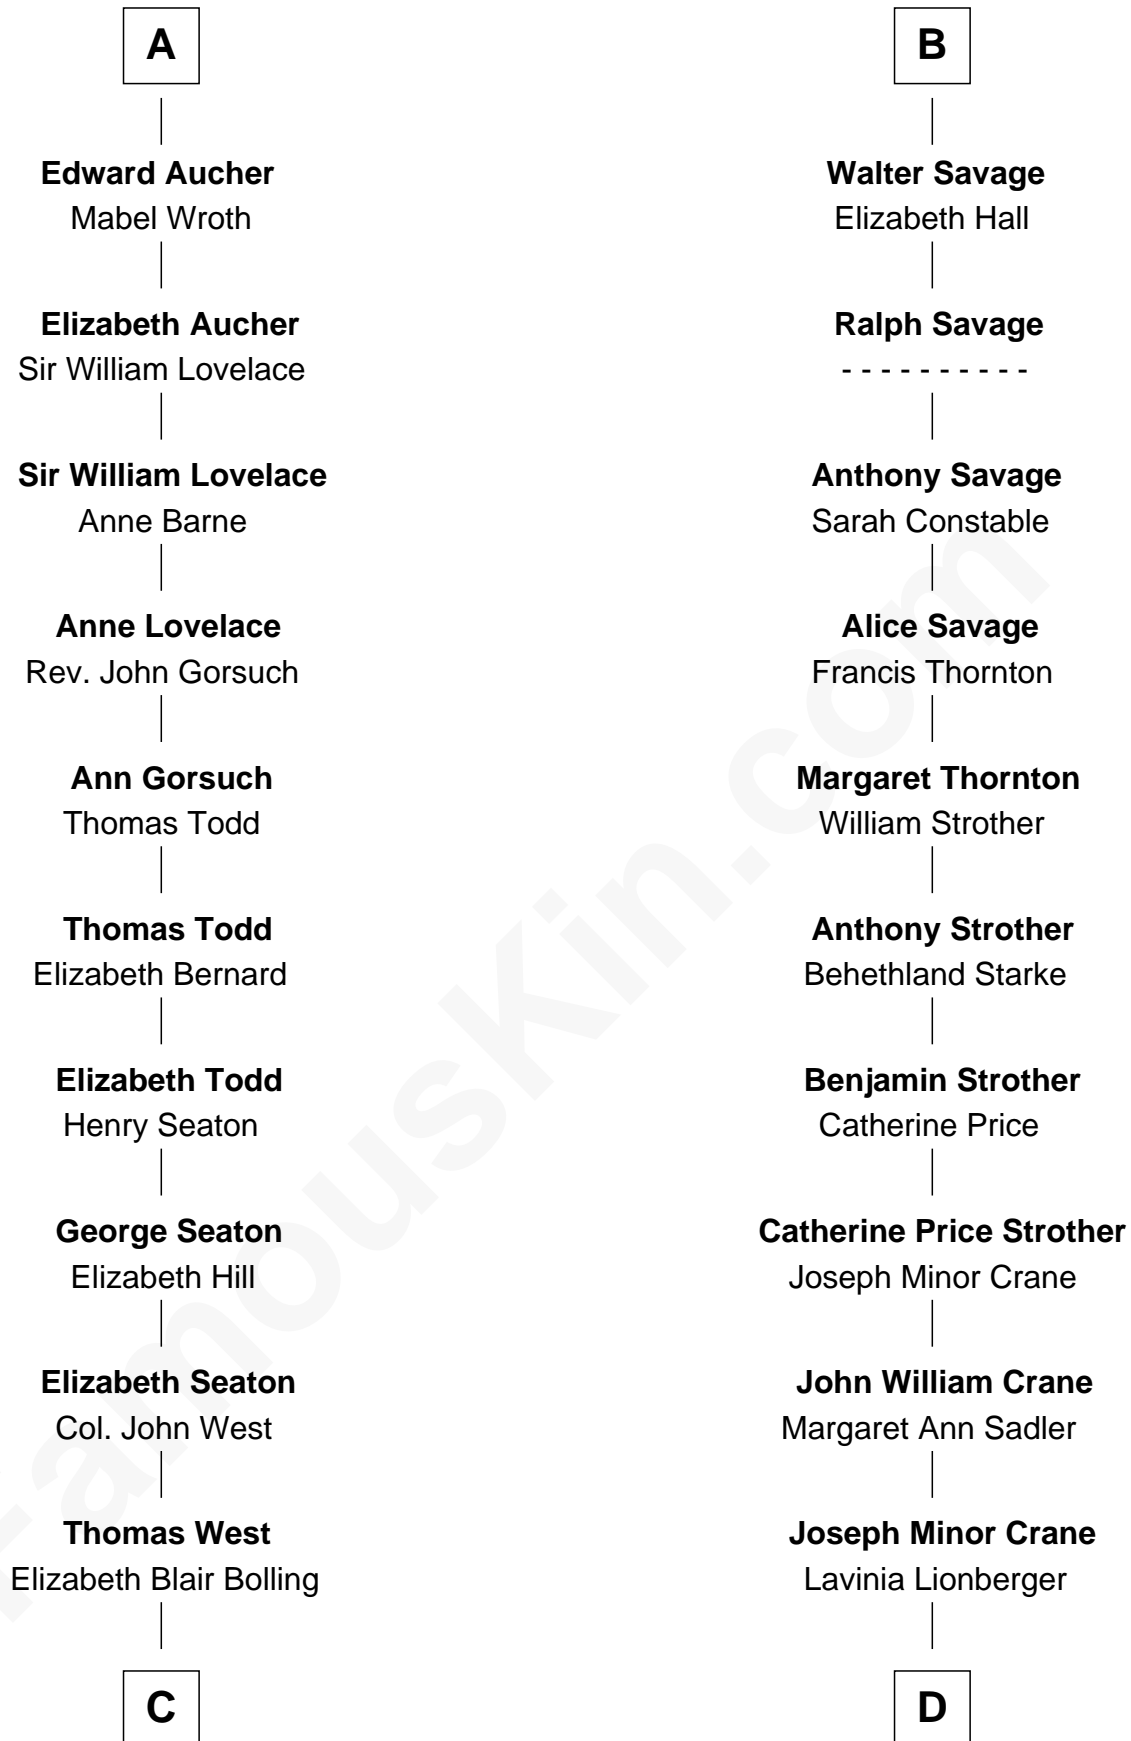 A
Edward Aucher
Mabel Wroth
Elizabeth Aucher
Sir William Lovelace
Sir William Lovelace
Anne Barne
Anne Lovelace
Rev. John Gorsuch
Ann Gorsuch
Thomas Todd
Thomas Todd
Elizabeth Bernard
Elizabeth Todd
Henry Seaton
George Seaton
Elizabeth Hill
Elizabeth Seaton
Col. John West
Thomas West
Elizabeth Blair Bolling
C
B
Walter Savage
Elizabeth Hall
Ralph Savage
- - - - - - - - - -
Anthony Savage
Sarah Constable
Alice Savage
Francis Thornton
Margaret Thornton
William Strother
Anthony Strother
Behethland Starke
Benjamin Strother
Catherine Price
Catherine Price Strother
Joseph Minor Crane
John William Crane
Margaret Ann Sadler
Joseph Minor Crane
Lavinia Lionberger
D
FamousKin.com